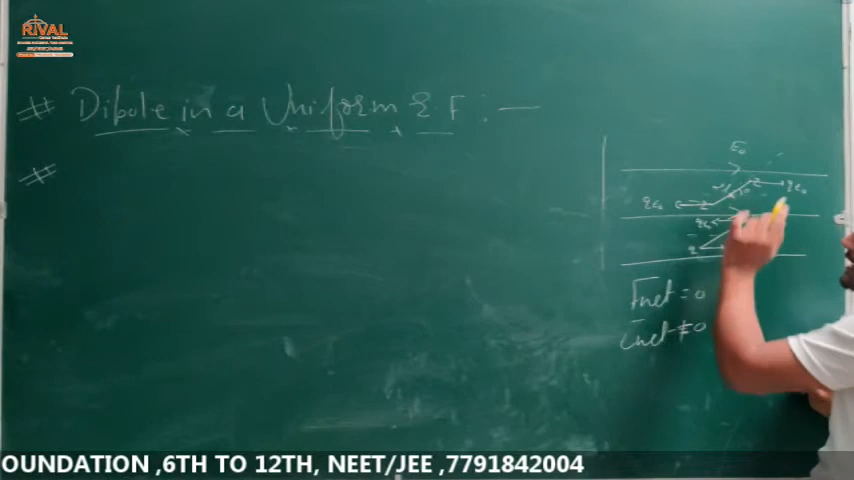 RIVAL
# Dipole in a Uniform E F : —
#
E₀
qE₀
qE₀
Fnet = 0
τnet ≠ 0
OUNDATION ,6TH TO 12TH, NEET/JEE ,7791842004